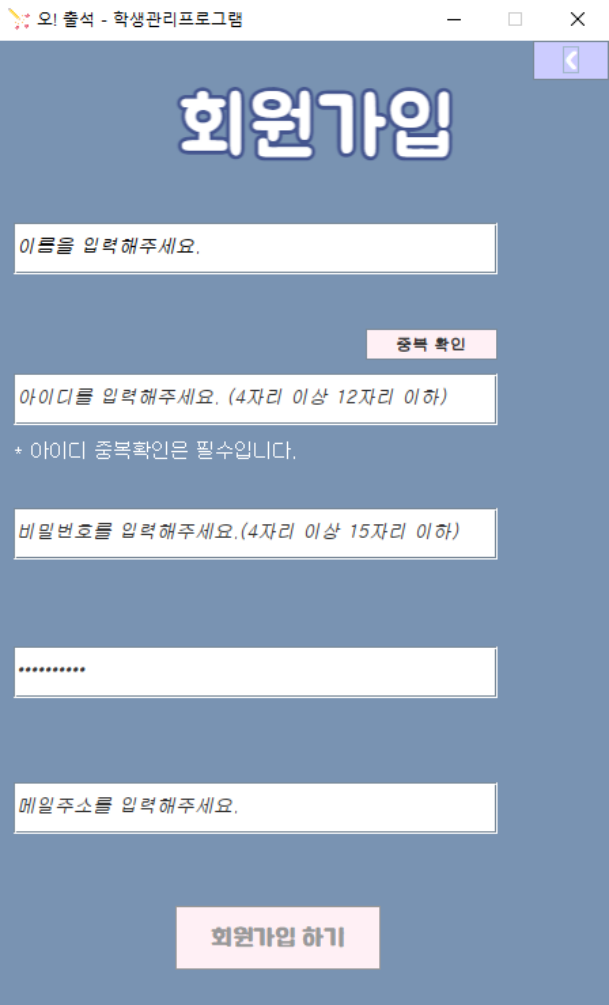 오! 출석 - 학생관리프로그램
회원가입
이름을 입력해주세요.
중복 확인
아이디를 입력해주세요. (4자리 이상 12자리 이하)
* 아이디 중복확인은 필수입니다.
비밀번호를 입력해주세요.(4자리 이상 15자리 이하)
••••••••••
메일주소를 입력해주세요.
회원가입 하기